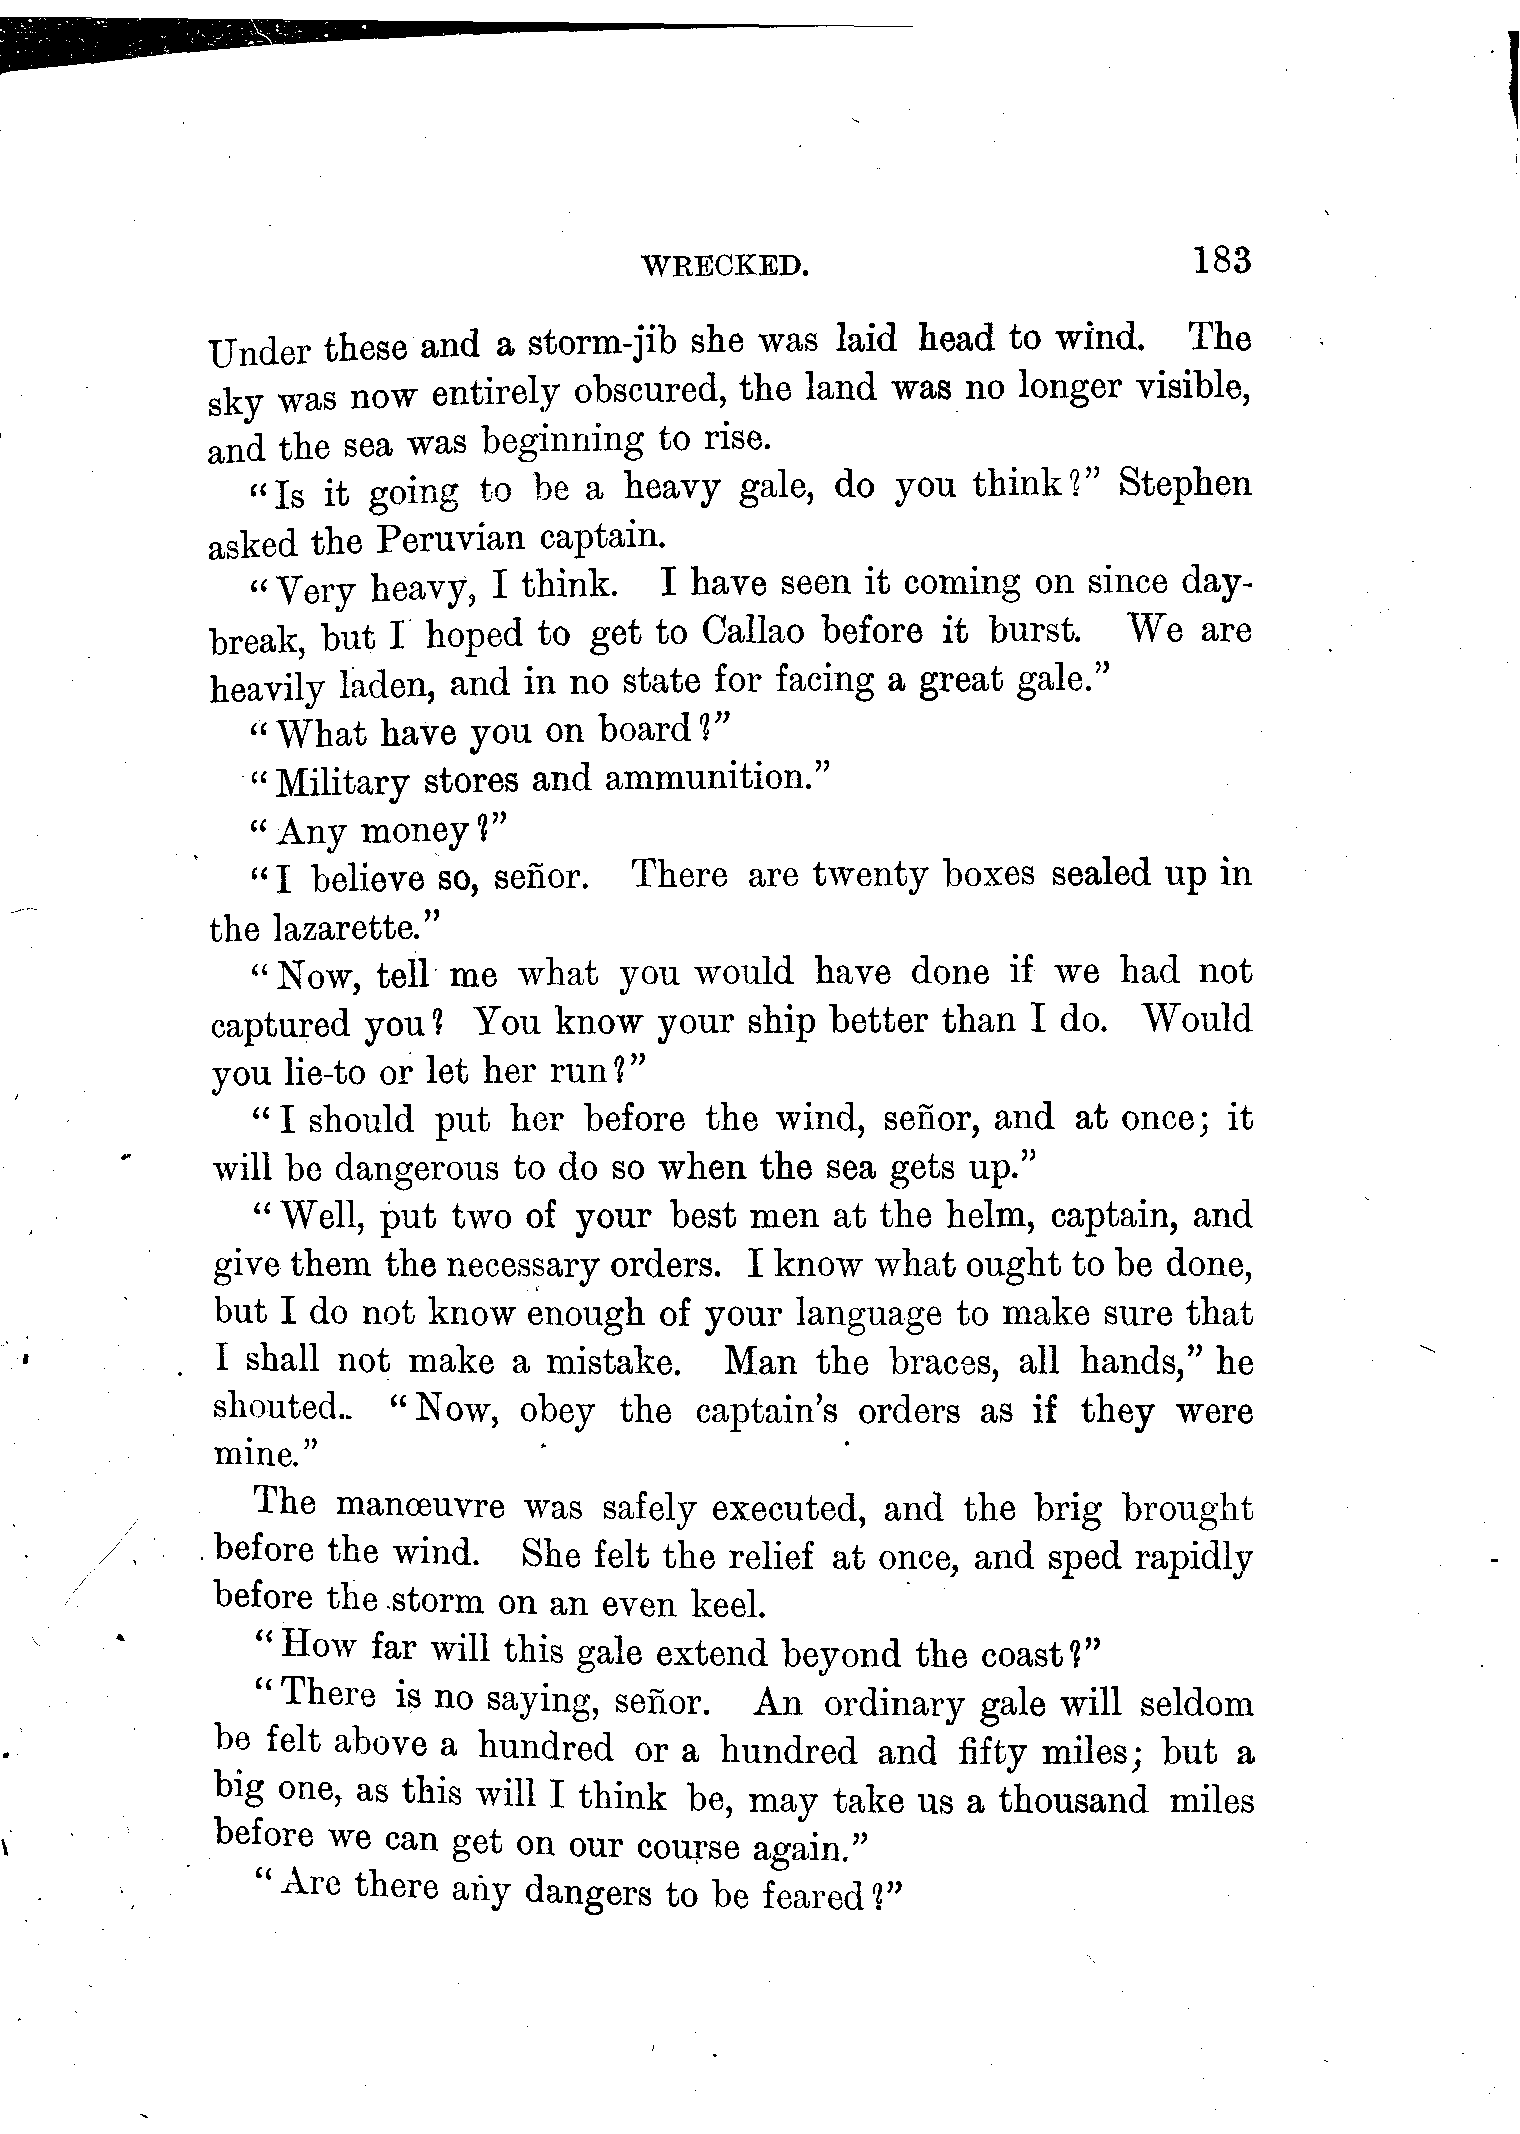 WRECKED. 183
Under these and a storm-jib she was laid head to wind. The
sky was now entirely obscured, the land was no longer visible,
and the sea was beginning to rise.
"Is it going to be a heavy gale, do you think?" Stephen
asked the Peruvian captain.
"Very heavy, I think. I have seen it coming on since day-
break, but I hoped to get to Callao before it burst. We are
heavily laden, and in no state for facing a great gale."
"What have you on board?"
"Military stores and ammunition."
"Any money?"
"I believe so, señor. There are twenty boxes sealed up in
the lazarette."
"Now, tell me what you would have done if we had not
captured you? You know your ship better than I do. Would
you lie-to or let her run?"
"I should put her before the wind, señor, and at once; it
will be dangerous to do so when the sea gets up."
"Well, put two of your best men at the helm, captain, and
give them the necessary orders. I know what ought to be done,
but I do not know enough of your language to make sure that
I shall not make a mistake. Man the braces, all hands," he
shouted. "Now, obey the captain's orders as if they were
mine."
The manœuvre was safely executed, and the brig brought
before the wind. She felt the relief at once, and sped rapidly
before the storm on an even keel.
"How far will this gale extend beyond the coast?"
"There is no saying, señor. An ordinary gale will seldom
be felt above a hundred or a hundred and fifty miles; but a
big one, as this will I think be, may take us a thousand miles
before we can get on our course again."
"Are there any dangers to be feared?"